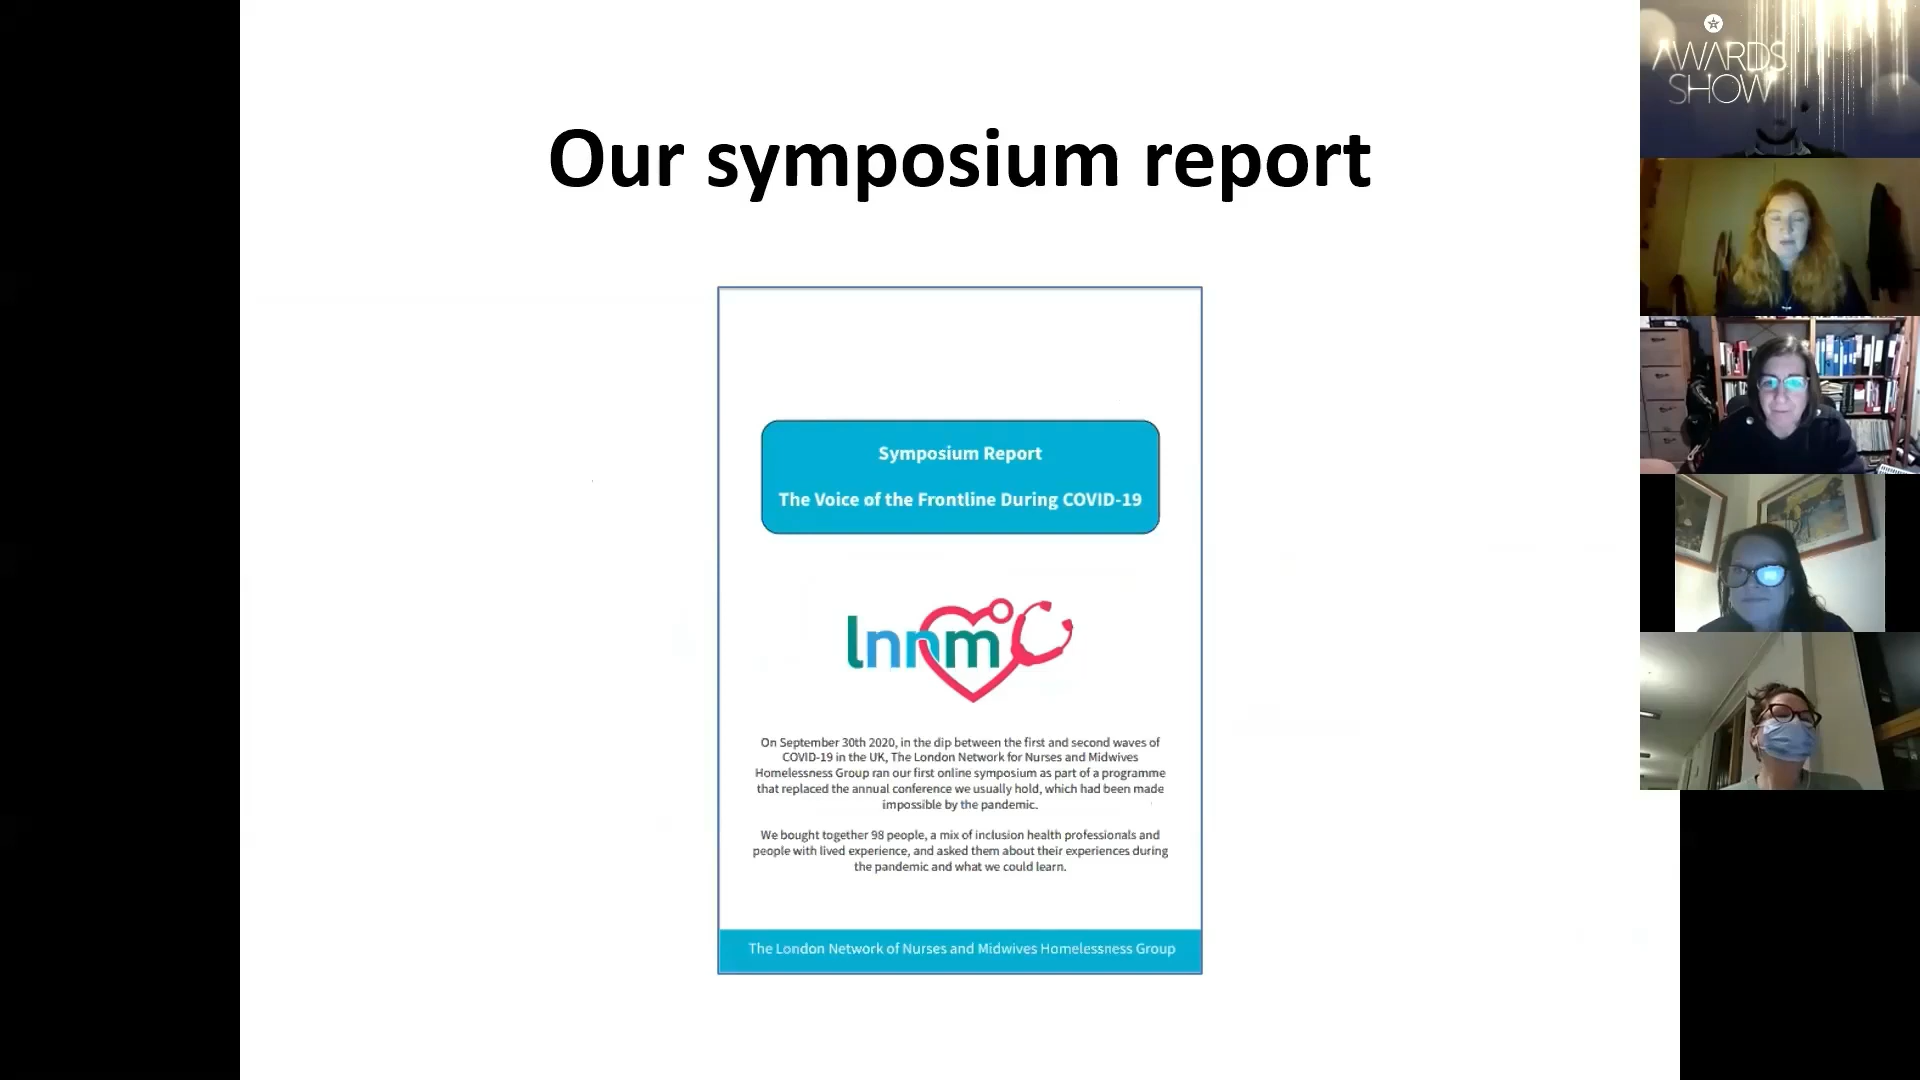 Our symposium report
Symposium Report
The Voice of the Frontline During COVID-19
lnnm
On September 30th 2020, in the dip between the first and second waves of
COVID-19 in the UK, The London Network for Nurses and Midwives
Homelessness Group ran our first online symposium as part of a programme
that replaced the annual conference we usually hold, which had been made
impossible by the pandemic.
We bought together 98 people, a mix of inclusion health professionals and
people with lived experience, and asked them about their experiences during
the pandemic and what we could learn.
The London Network of Nurses and Midwives Homelessness Group
AWARDS
SHOW